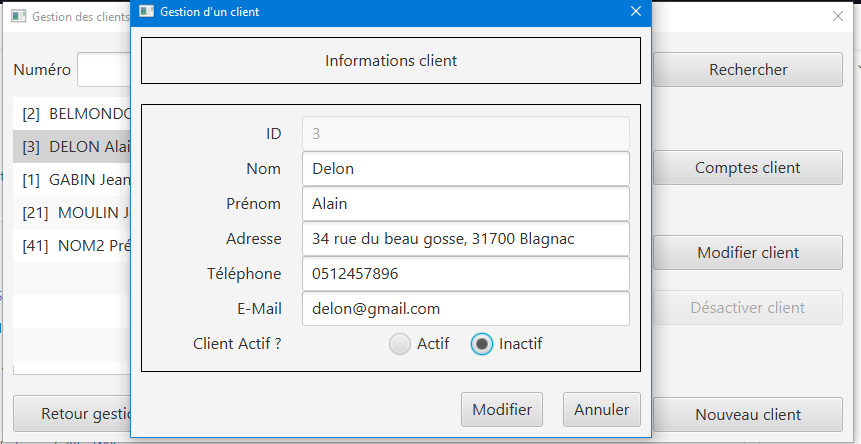 Gestion des clients
Gestion d'un client
Informations client
Numéro
Rechercher
[2] BELMONDO
[3] DELON Alai
[1] GABIN Jean
[21] MOULIN J
[41] NOM2 Pré
ID 3
Nom Delon
Prénom Alain
Adresse 34 rue du beau gosse, 31700 Blagnac
Téléphone 0512457896
E-Mail delon@gmail.com
Client Actif ? Actif Inactif
Comptes client
Modifier client
Désactiver client
Retour gestio
Modifier
Annuler
Nouveau client